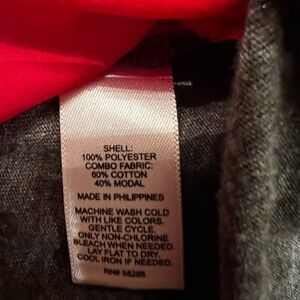 SHELL:
100% POLYESTER
COMBO FABRIC:
60% COTTON
40% MODAL
MADE IN PHILIPPINES
MACHINE WASH COLD
WITH LIKE COLORS.
GENTLE CYCLE.
ONLY NON-CHLORINE
BLEACH WHEN NEEDED.
LAY FLAT TO DRY.
COOL IRON IF NEEDED.
RN# 58285